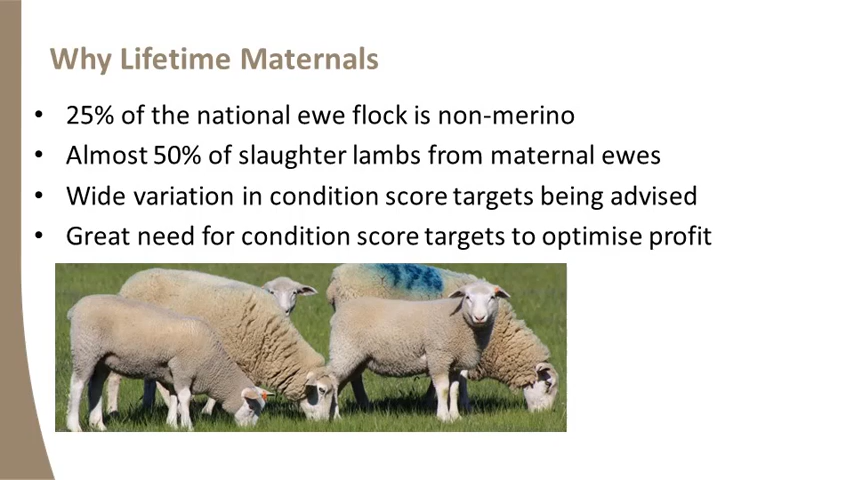 Why Lifetime Maternals
• 25% of the national ewe flock is non-merino
• Almost 50% of slaughter lambs from maternal ewes
• Wide variation in condition score targets being advised
• Great need for condition score targets to optimise profit